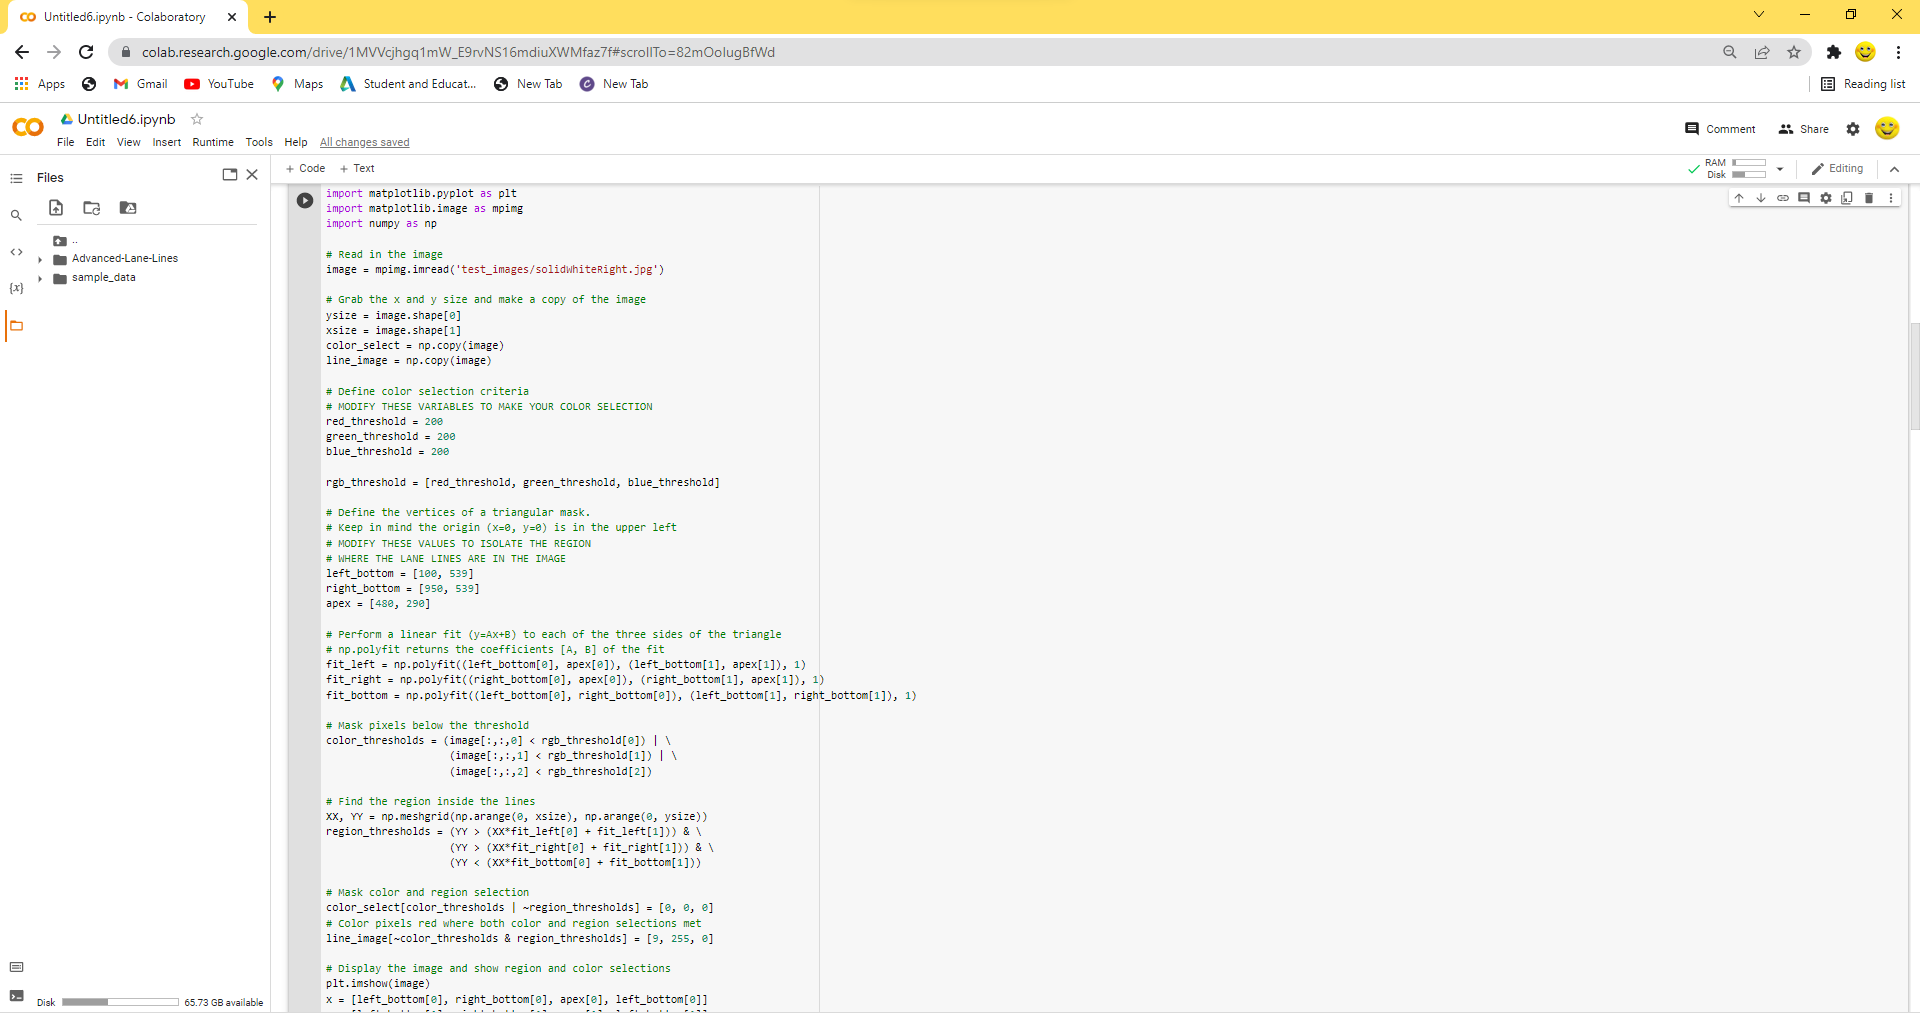 Untitled6.ipynb - Colaboratory
colab.research.google.com/drive/1MVVcjhgq1mW_E9rvNS16mdiuXWMfaz7f#scrollTo=82mOolugBfWd
Apps Gmail YouTube Maps Student and Educat... New Tab New Tab Reading list
Untitled6.ipynb
File Edit View Insert Runtime Tools Help All changes saved
Comment Share
+ Code + Text
RAM
Disk
Editing
Files
..
Advanced-Lane-Lines
sample_data
{x}
import matplotlib.pyplot as plt
import matplotlib.image as mpimg
import numpy as np
# Read in the image
image = mpimg.imread('test_images/solidWhiteRight.jpg')
# Grab the x and y size and make a copy of the image
ysize = image.shape[0]
xsize = image.shape[1]
color_select = np.copy(image)
line_image = np.copy(image)
# Define color selection criteria
# MODIFY THESE VARIABLES TO MAKE YOUR COLOR SELECTION
red_threshold = 200
green_threshold = 200
blue_threshold = 200
rgb_threshold = [red_threshold, green_threshold, blue_threshold]
# Define the vertices of a triangular mask.
# Keep in mind the origin (x=0, y=0) is in the upper left
# MODIFY THESE VALUES TO ISOLATE THE REGION
# WHERE THE LANE LINES ARE IN THE IMAGE
left_bottom = [100, 539]
right_bottom = [950, 539]
apex = [480, 290]
# Perform a linear fit (y=Ax+B) to each of the three sides of the triangle
# np.polyfit returns the coefficients [A, B] of the fit
fit_left = np.polyfit((left_bottom[0], apex[0]), (left_bottom[1], apex[1]), 1)
fit_right = np.polyfit((right_bottom[0], apex[0]), (right_bottom[1], apex[1]), 1)
fit_bottom = np.polyfit((left_bottom[0], right_bottom[0]), (left_bottom[1], right_bottom[1]), 1)
# Mask pixels below the threshold
color_thresholds = (image[:,:,0] < rgb_threshold[0]) | \
(image[:,:,1] < rgb_threshold[1]) | \
(image[:,:,2] < rgb_threshold[2])
# Find the region inside the lines
XX, YY = np.meshgrid(np.arange(0, xsize), np.arange(0, ysize))
region_thresholds = (YY > (XX*fit_left[0] + fit_left[1])) & \
(YY > (XX*fit_right[0] + fit_right[1])) & \
(YY < (XX*fit_bottom[0] + fit_bottom[1]))
# Mask color and region selection
color_select[color_thresholds | ~region_thresholds] = [0, 0, 0]
# Color pixels red where both color and region selections met
line_image[~color_thresholds & region_thresholds] = [9, 255, 0]
# Display the image and show region and color selections
plt.imshow(image)
x = [left_bottom[0], right_bottom[0], apex[0], left_bottom[0]]
Disk 65.73 GB available